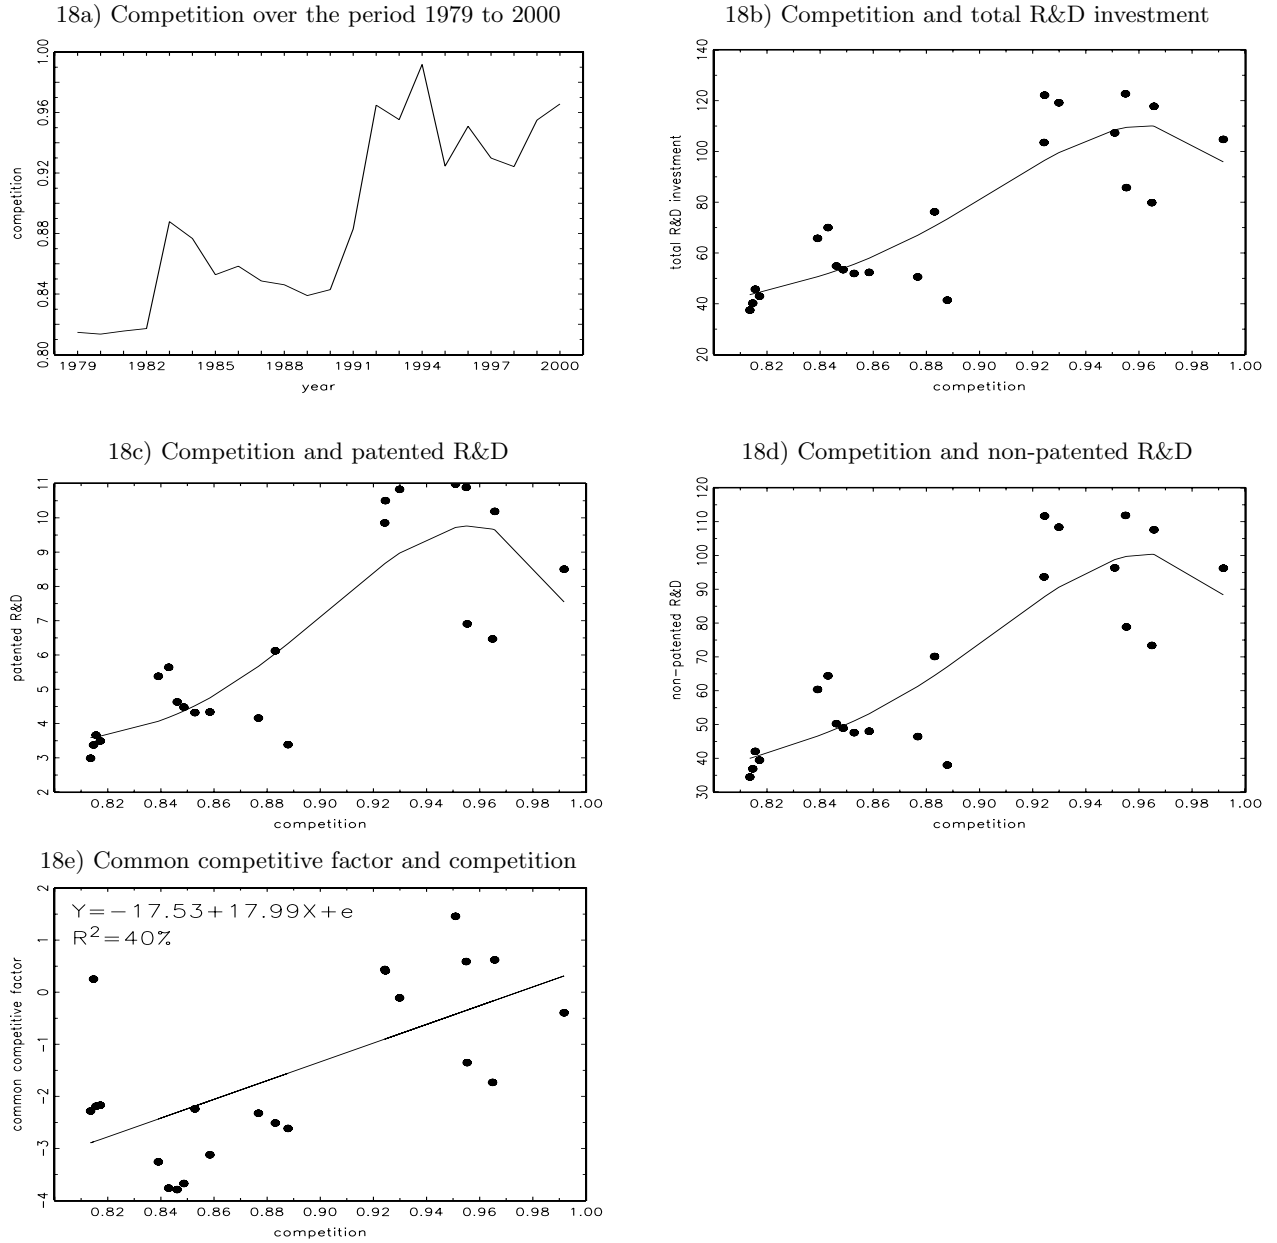 18a) Competition over the period 1979 to 2000
competition
0.80 0.84 0.88 0.92 0.96 1.00
1979 1982 1985 1988 1991 1994 1997 2000
year
18b) Competition and total R&D investment
total R&D investment
20 40 60 80 100 120 140
0.82 0.84 0.86 0.88 0.90 0.92 0.94 0.96 0.98 1.00
competition
18c) Competition and patented R&D
patented R&D
2 3 4 5 6 7 8 9 10 11
0.82 0.84 0.86 0.88 0.90 0.92 0.94 0.96 0.98 1.00
competition
18d) Competition and non-patented R&D
non-patented R&D
30 40 50 60 70 80 90 100 110 120
0.82 0.84 0.86 0.88 0.90 0.92 0.94 0.96 0.98 1.00
competition
18e) Common competitive factor and competition
Y=-17.53+17.99X+e
R²=40%
common competitive factor
-4 -3 -2 -1 0 1 2
0.82 0.84 0.86 0.88 0.90 0.92 0.94 0.96 0.98 1.00
competition